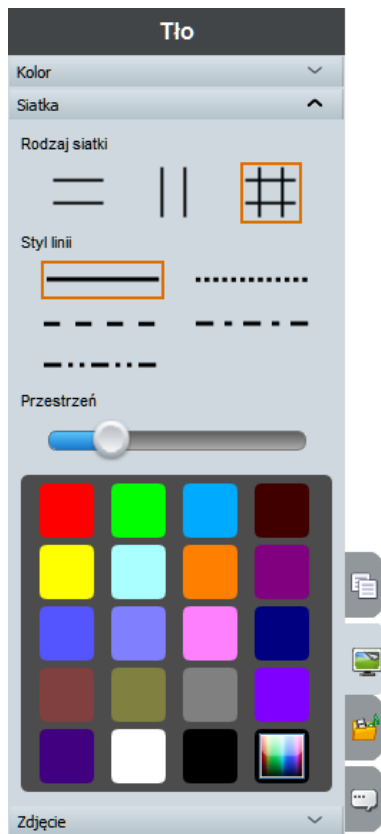 Tło
Kolor
Siatka
Rodzaj siatki
Styl linii
Przestrzeń
Zdjęcie